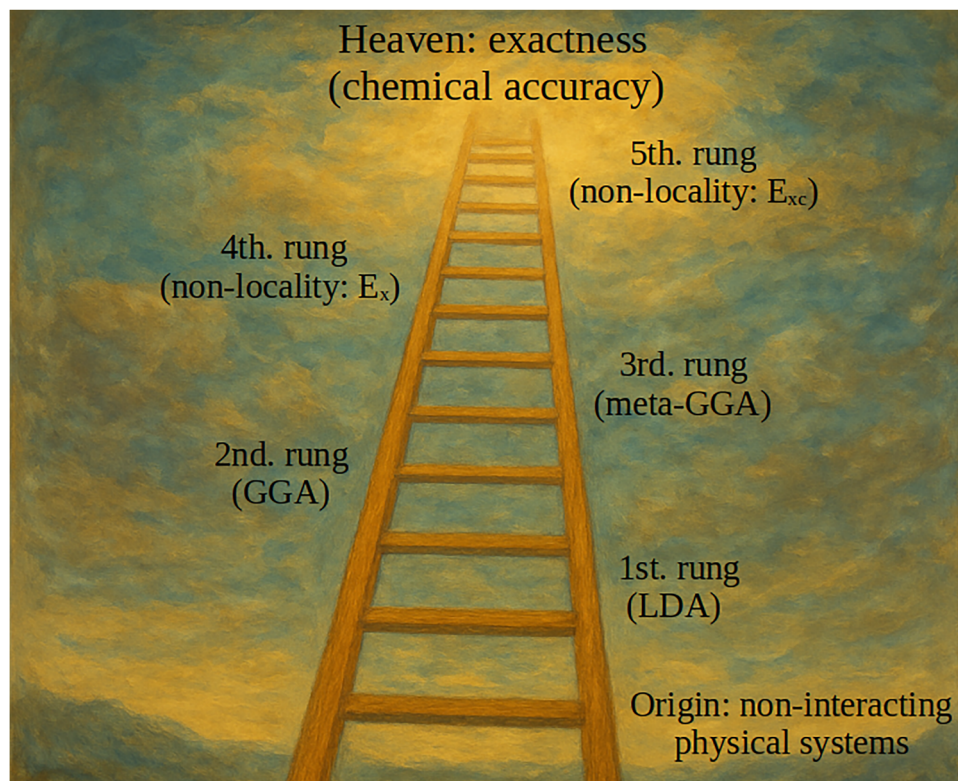 Heaven: exactness
(chemical accuracy)
5th. rung
(non-locality: Eₓc)
4th. rung
(non-locality: Eₓ)
3rd. rung
(meta-GGA)
2nd. rung
(GGA)
1st. rung
(LDA)
Origin: non-interacting
physical systems